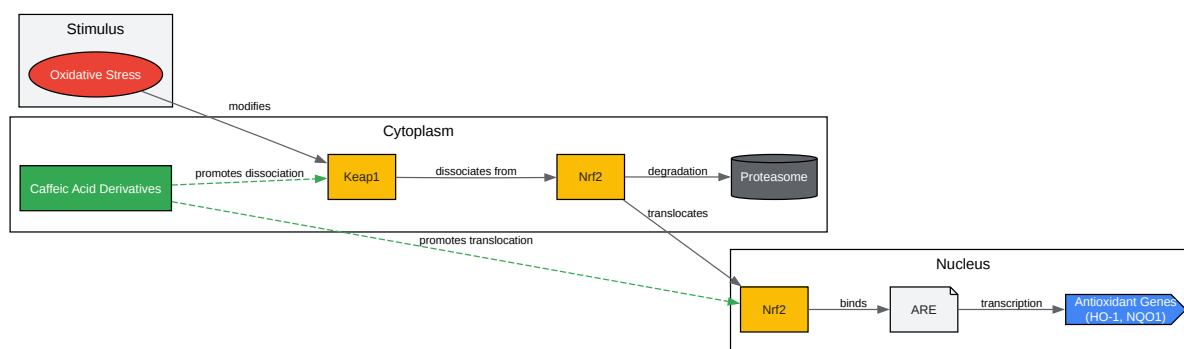 Stimulus
Oxidative Stress
modifies
Cytoplasm
Caffeic Acid Derivatives
promotes dissociation
Keap1
dissociates from
Nrf2
degradation
Proteasome
translocates
promotes translocation
Nucleus
Nrf2
binds
ARE
transcription
Antioxidant Genes
(HO-1, NQO1)